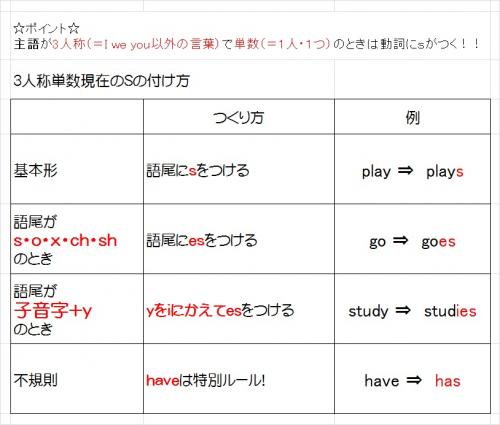 ☆ポイント☆
主語が3人称(＝I we you以外の言葉)で単数(＝1人・1つ)のときは動詞にsがつく！！
3人称単数現在のSの付け方
つくり方 例
基本形 語尾にsをつける play ⇒ plays
語尾が
s・o・x・ch・sh
のとき
語尾にesをつける go ⇒ goes
語尾が
子音字+y
のとき
yをiにかえてesをつける study ⇒ studies
不規則 haveは特別ルール! have ⇒ has